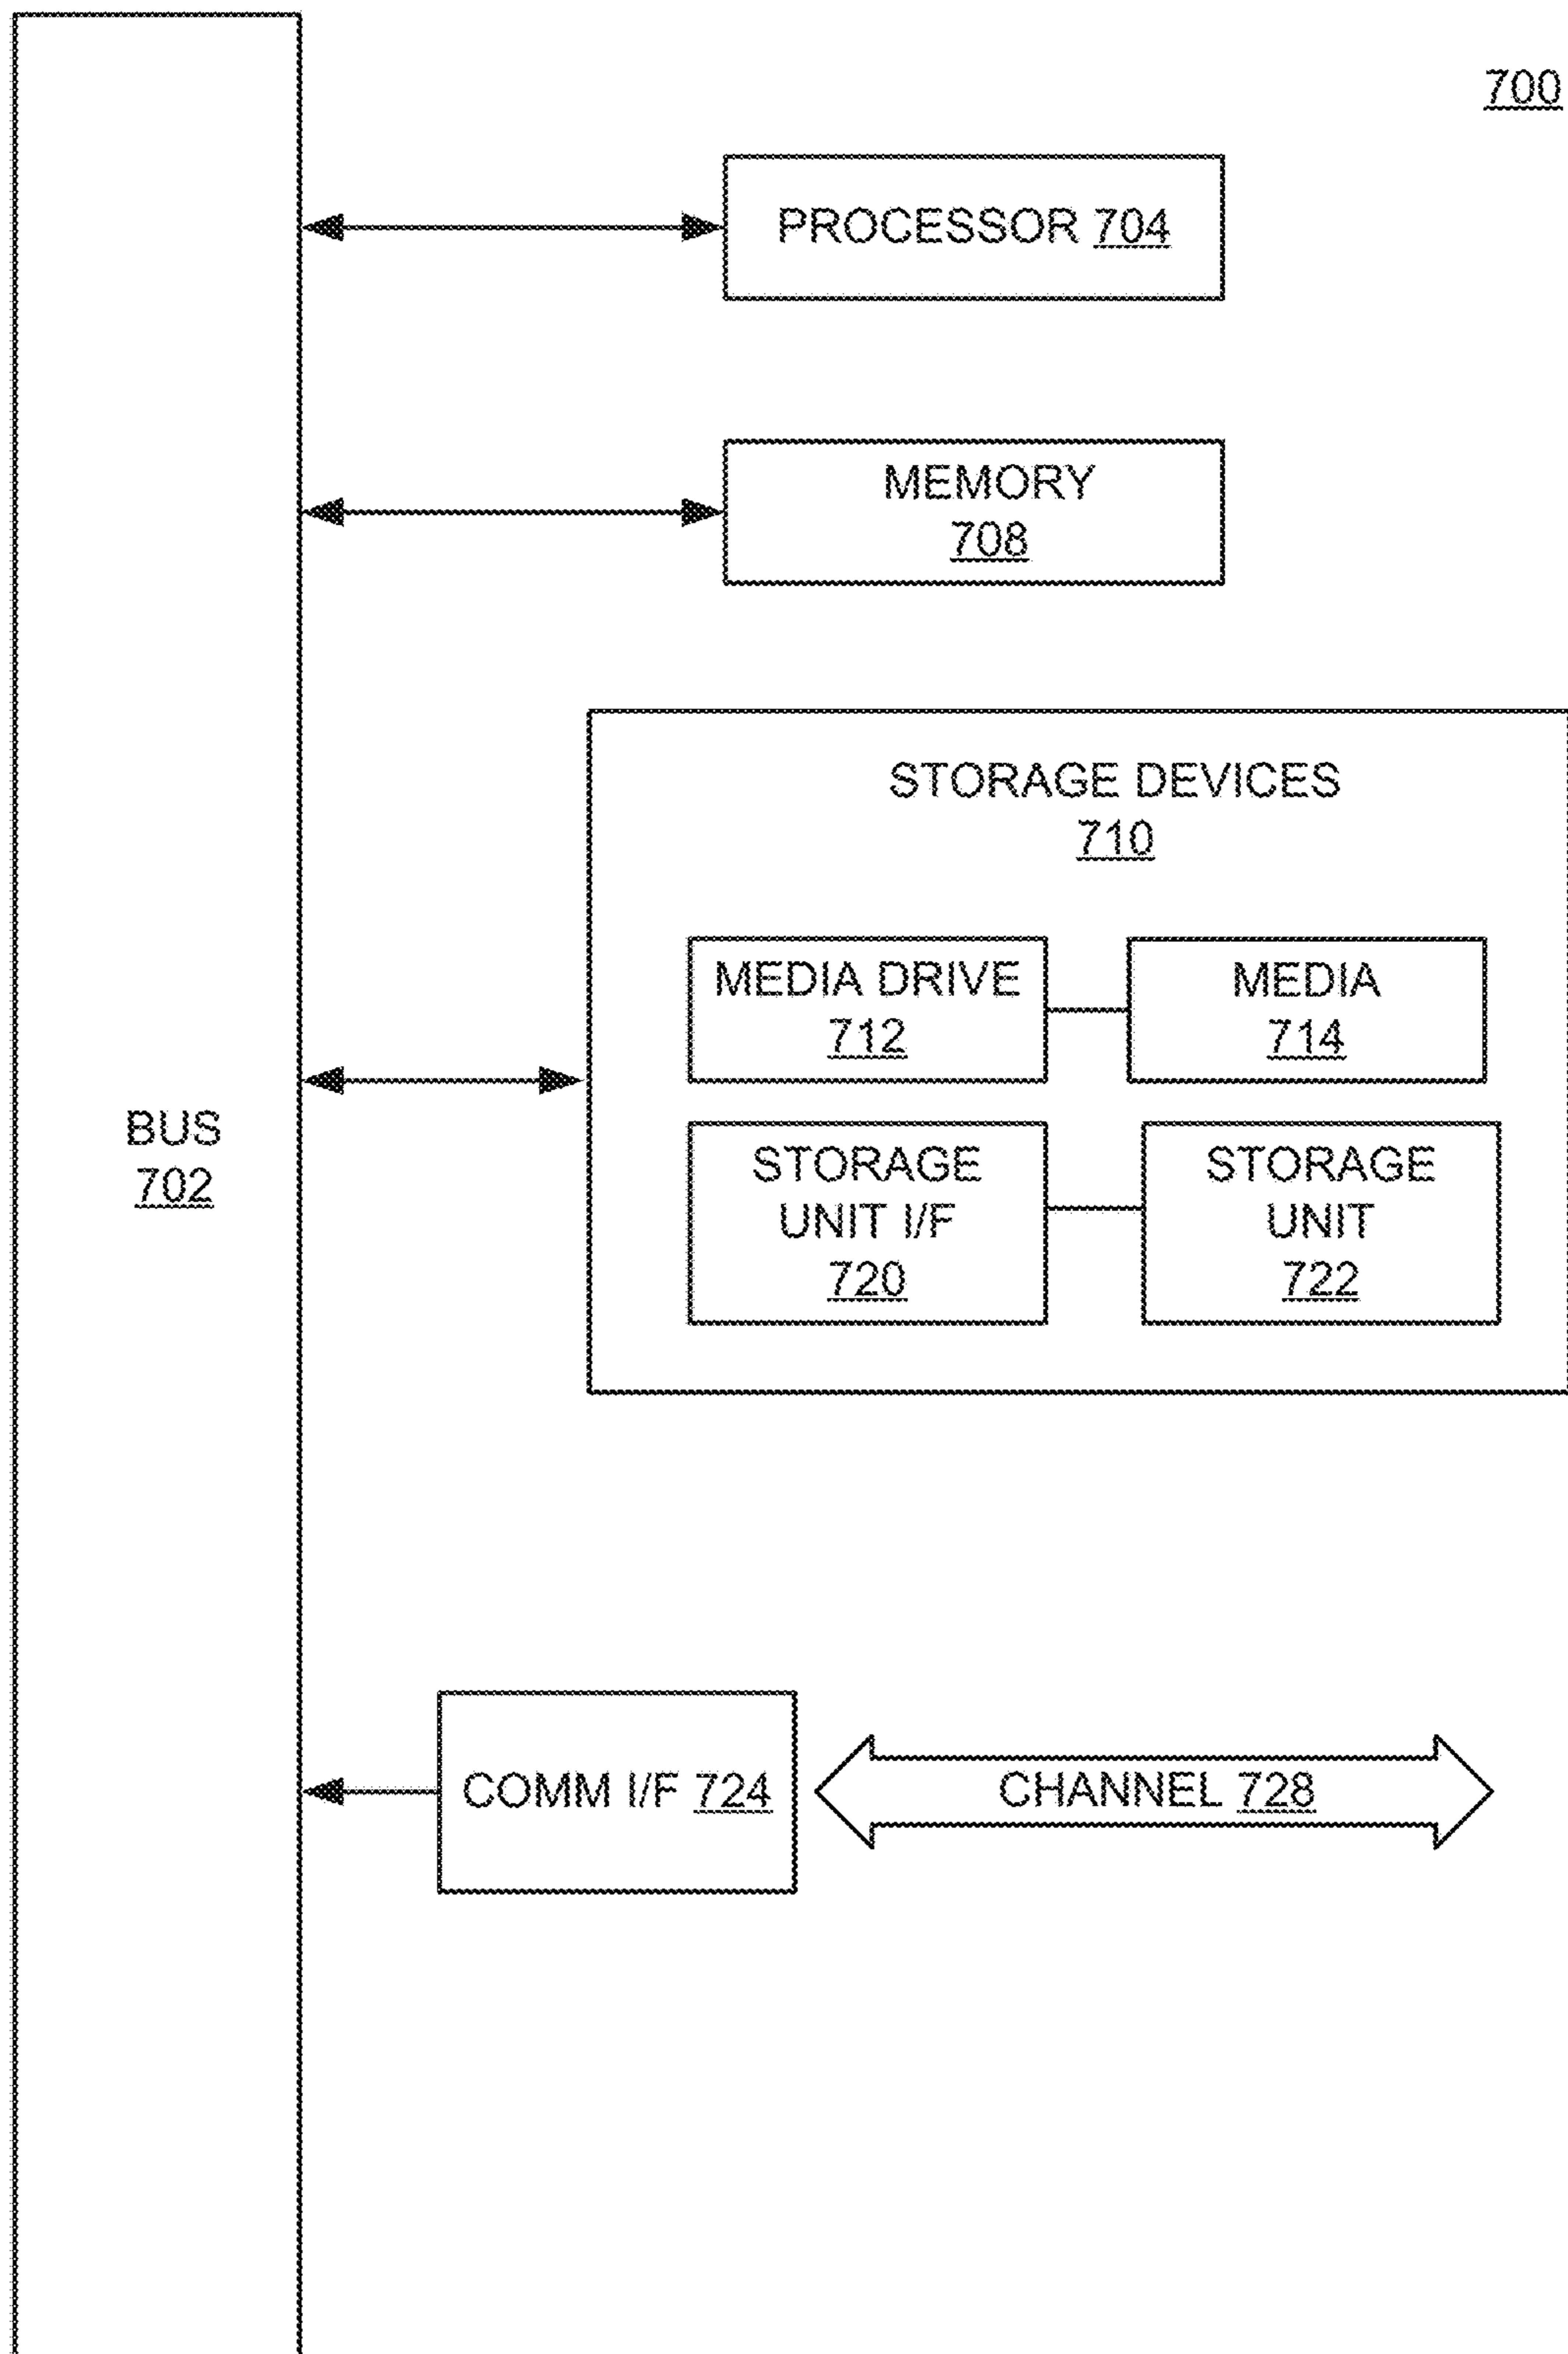 700
PROCESSOR 704
MEMORY
708
STORAGE DEVICES
710
MEDIA DRIVE
712
MEDIA
714
BUS
702
STORAGE
UNIT I/F
720
STORAGE
UNIT
722
COMM I/F 724
CHANNEL 728